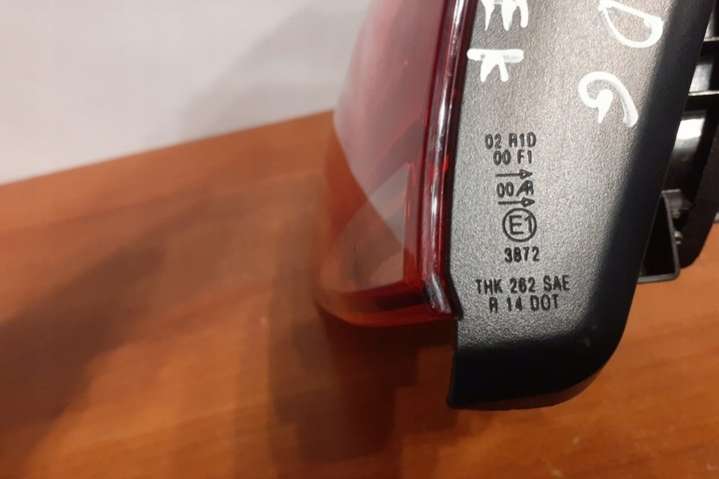 02 R1D
00 F1
00 AR
E1
3872
THK 262 SAE
R 14 DOT
D G